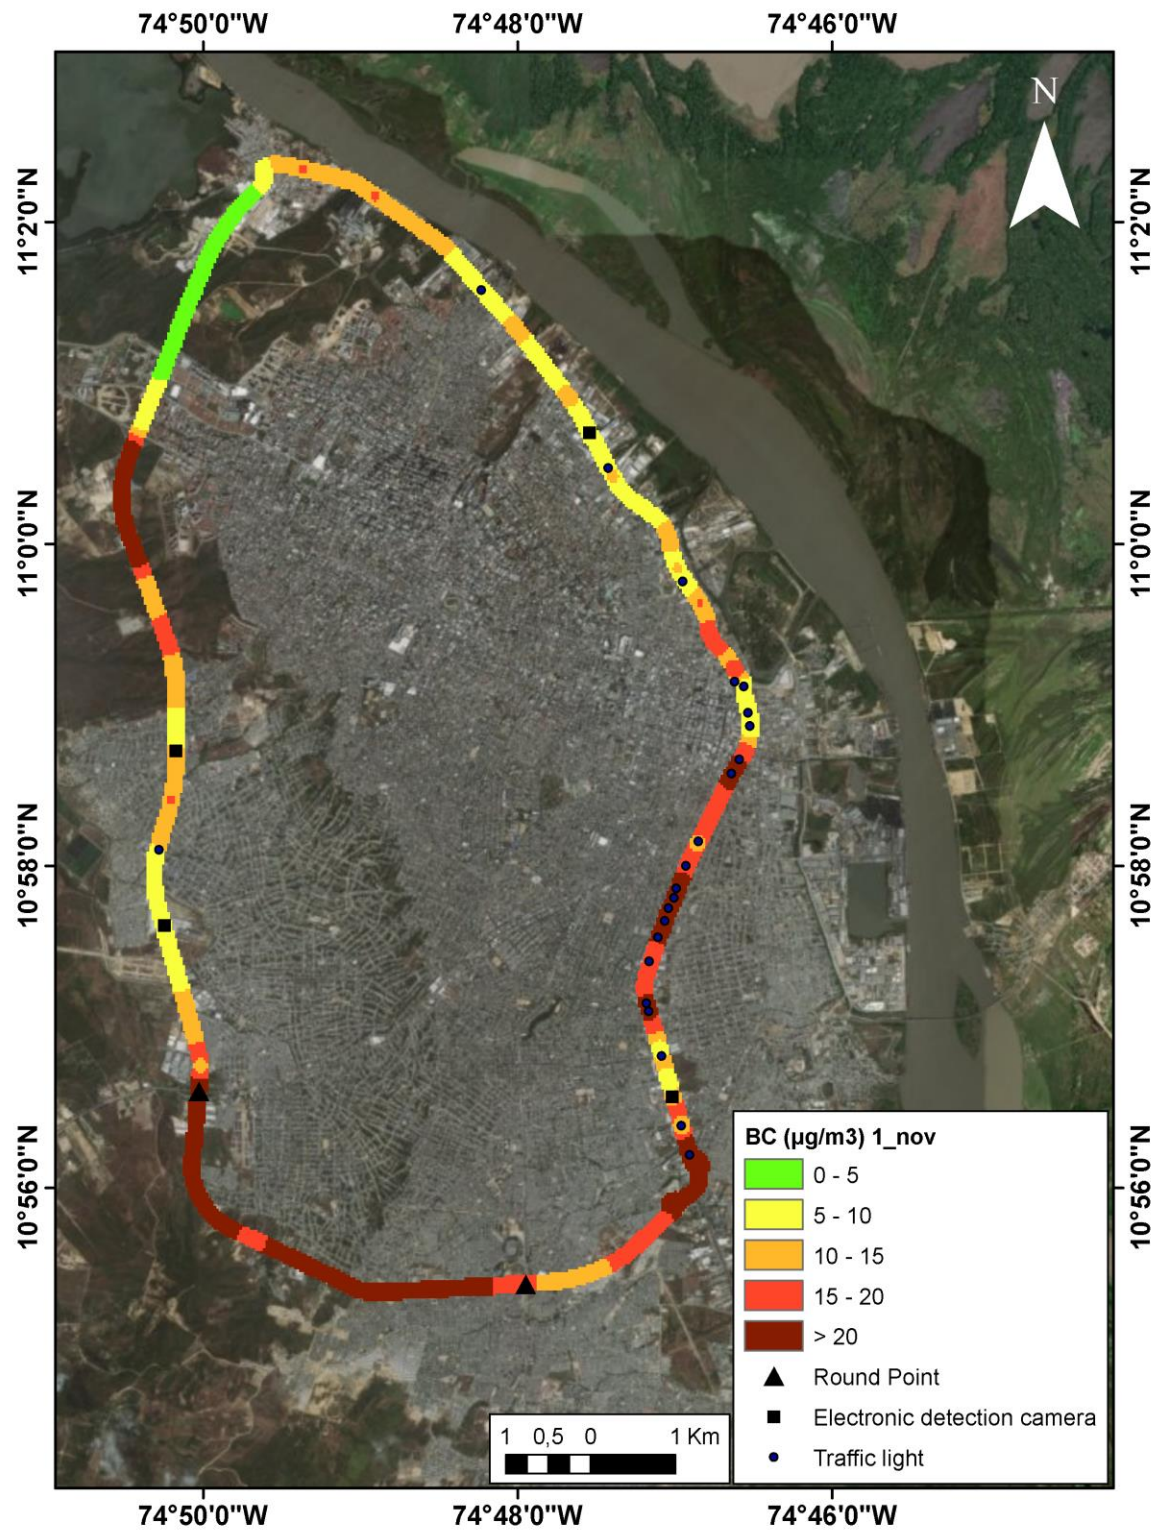 74°50'0"W 74°48'0"W 74°46'0"W
N
11°2'0"N 11°2'0"N
11°0'0"N 11°0'0"N
10°58'0"N 10°58'0"N
10°56'0"N 10°56'0"N
BC (µg/m3) 1_nov
0 - 5
5 - 10
10 - 15
15 - 20
> 20
Round Point
Electronic detection camera
Traffic light
1 0,5 0 1 Km
74°50'0"W 74°48'0"W 74°46'0"W